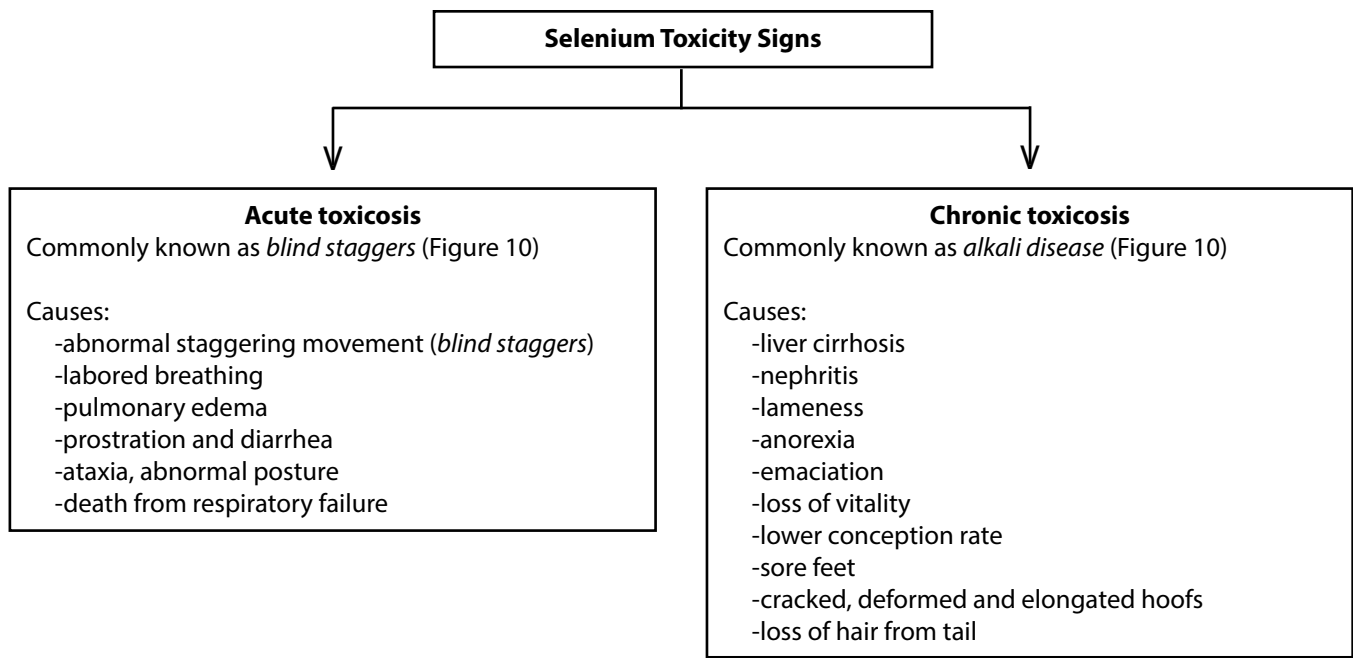 Selenium Toxicity Signs
Acute toxicosis
Commonly known as blind staggers (Figure 10)
Causes:
-abnormal staggering movement (blind staggers)
-labored breathing
-pulmonary edema
-prostration and diarrhea
-ataxia, abnormal posture
-death from respiratory failure
Chronic toxicosis
Commonly known as alkali disease (Figure 10)
Causes:
-liver cirrhosis
-nephritis
-lameness
-anorexia
-emaciation
-loss of vitality
-lower conception rate
-sore feet
-cracked, deformed and elongated hoofs
-loss of hair from tail